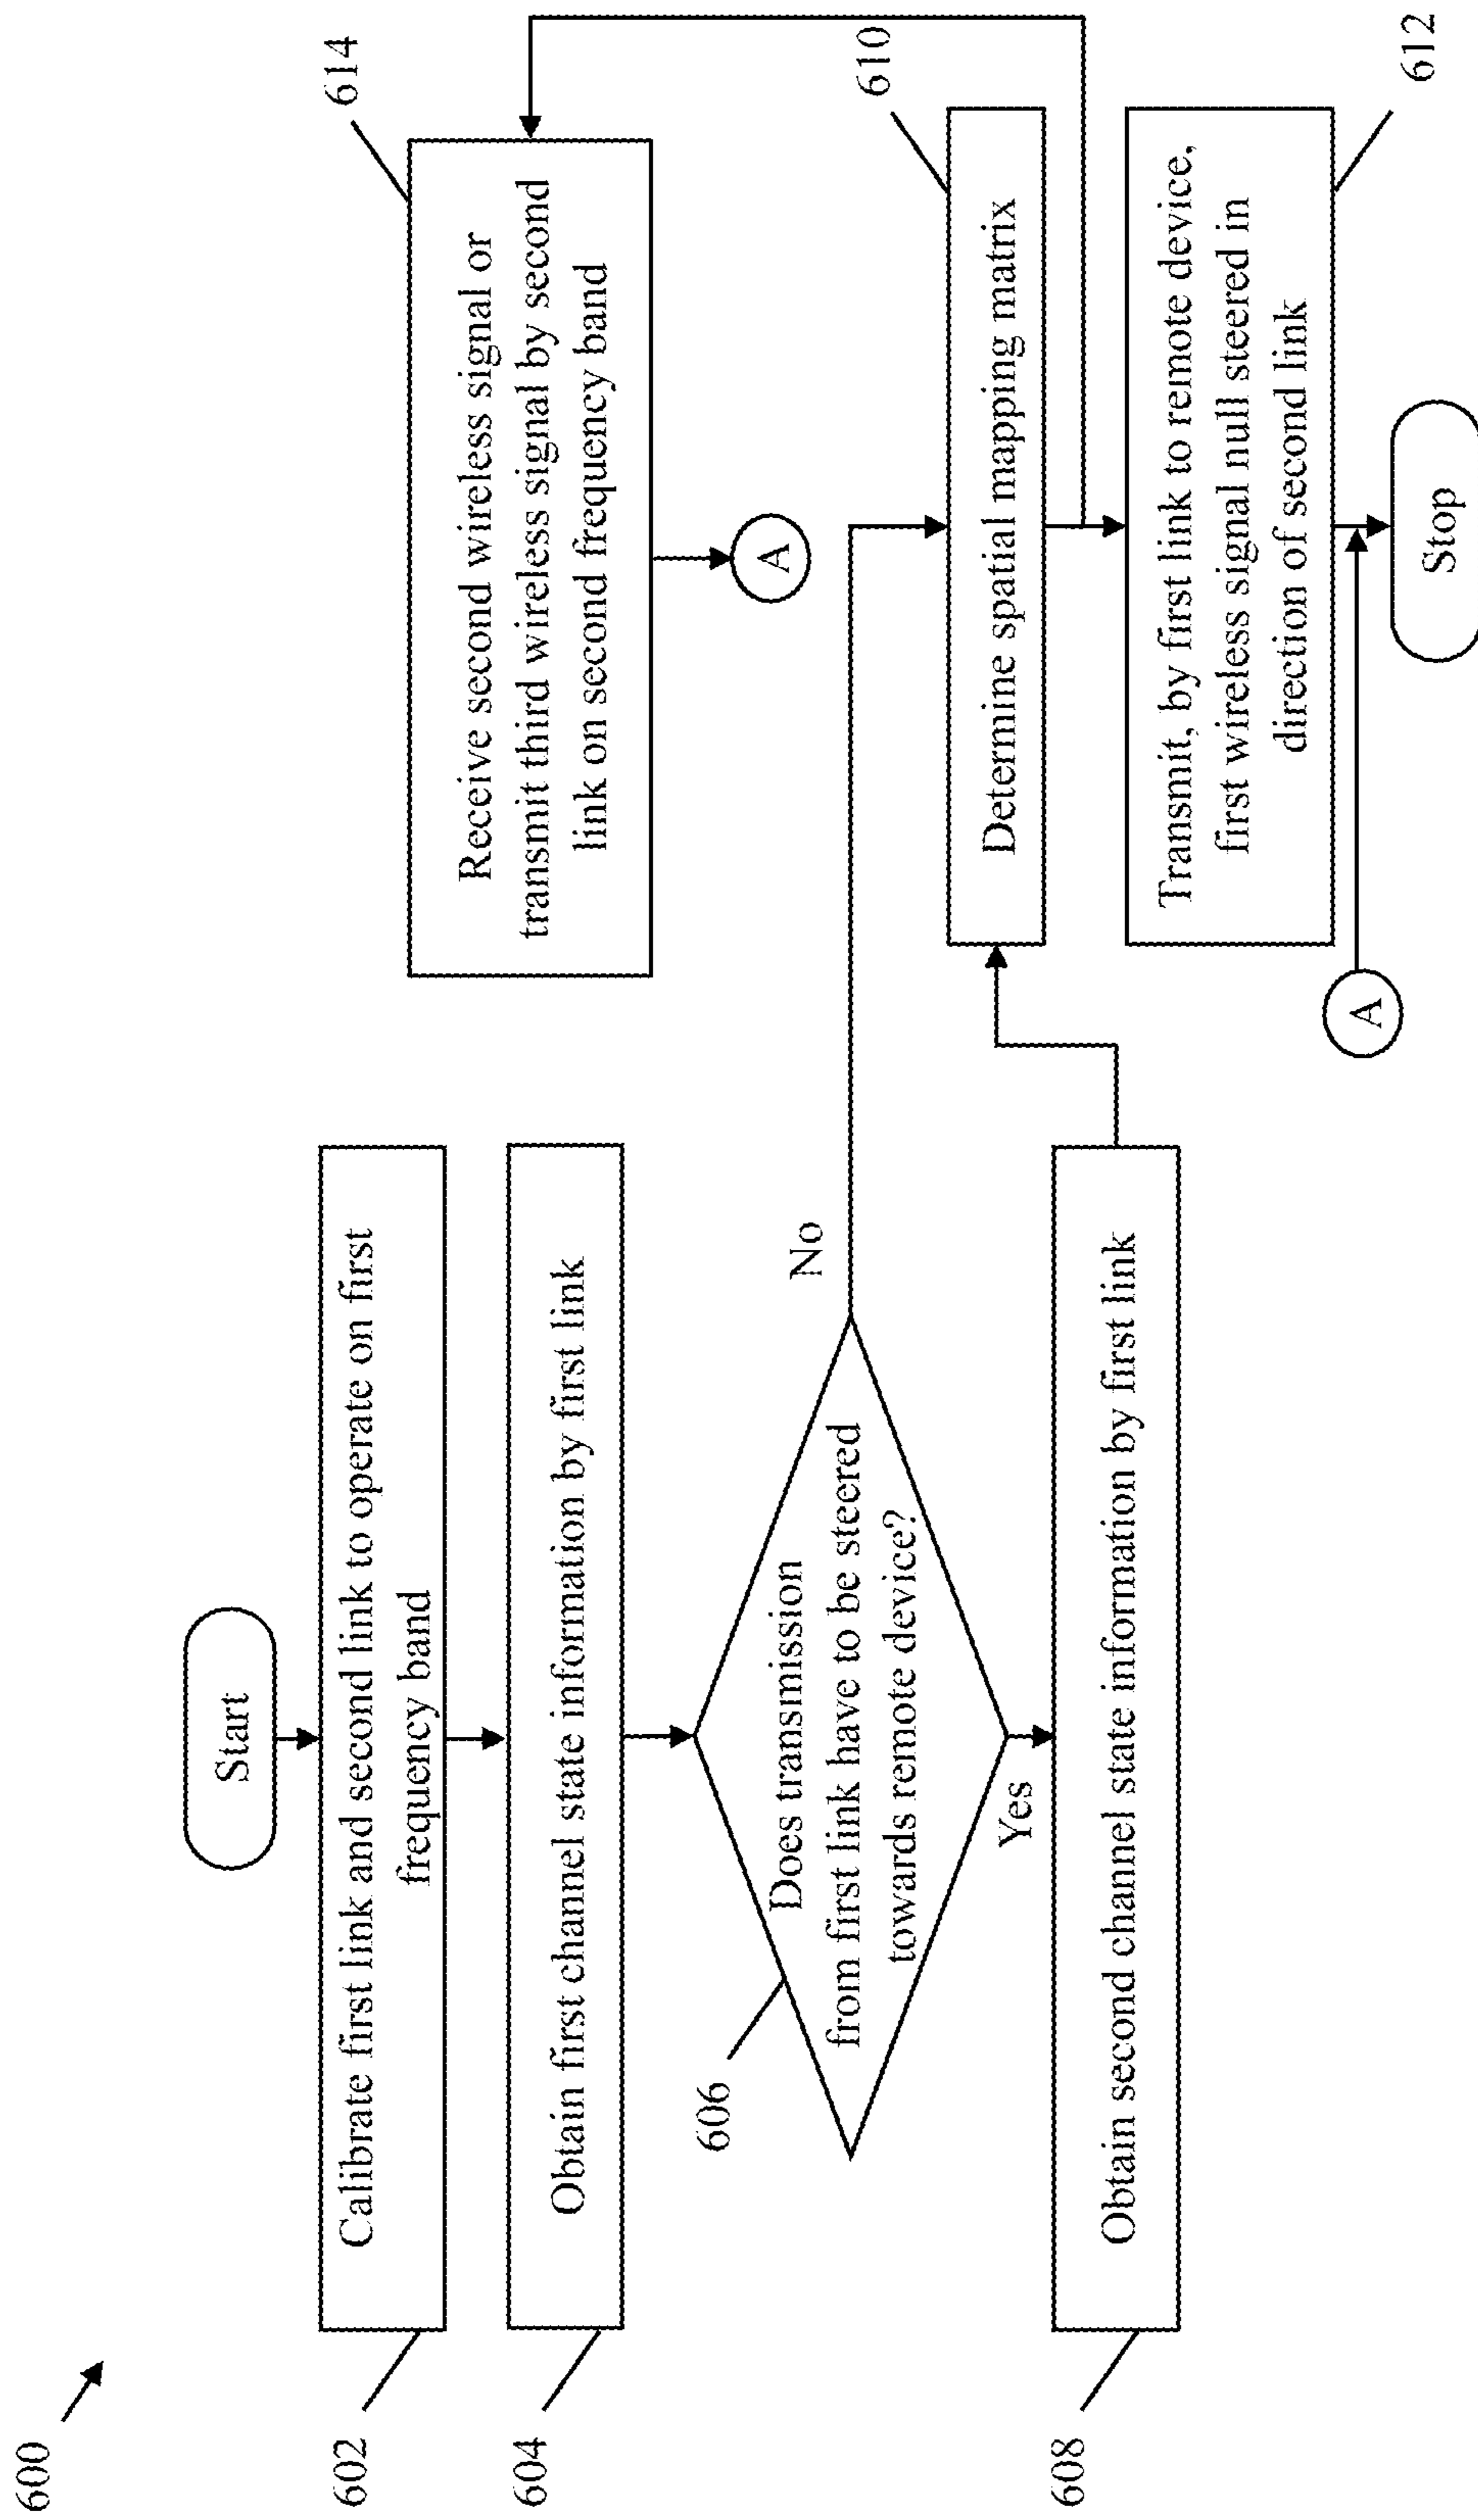 600
Start
602
Calibrate first link and second link to operate on first
frequency band
604
Obtain first channel state information by first link
606
Does transmission
from first link have to be steered
towards remote device?
No
Yes
608
Obtain second channel state information by first link
614
Receive second wireless signal or
transmit third wireless signal by second
link on second frequency band
A
610
Determine spatial mapping matrix
Transmit, by first link to remote device,
first wireless signal null steered in
direction of second link
612
A
Stop